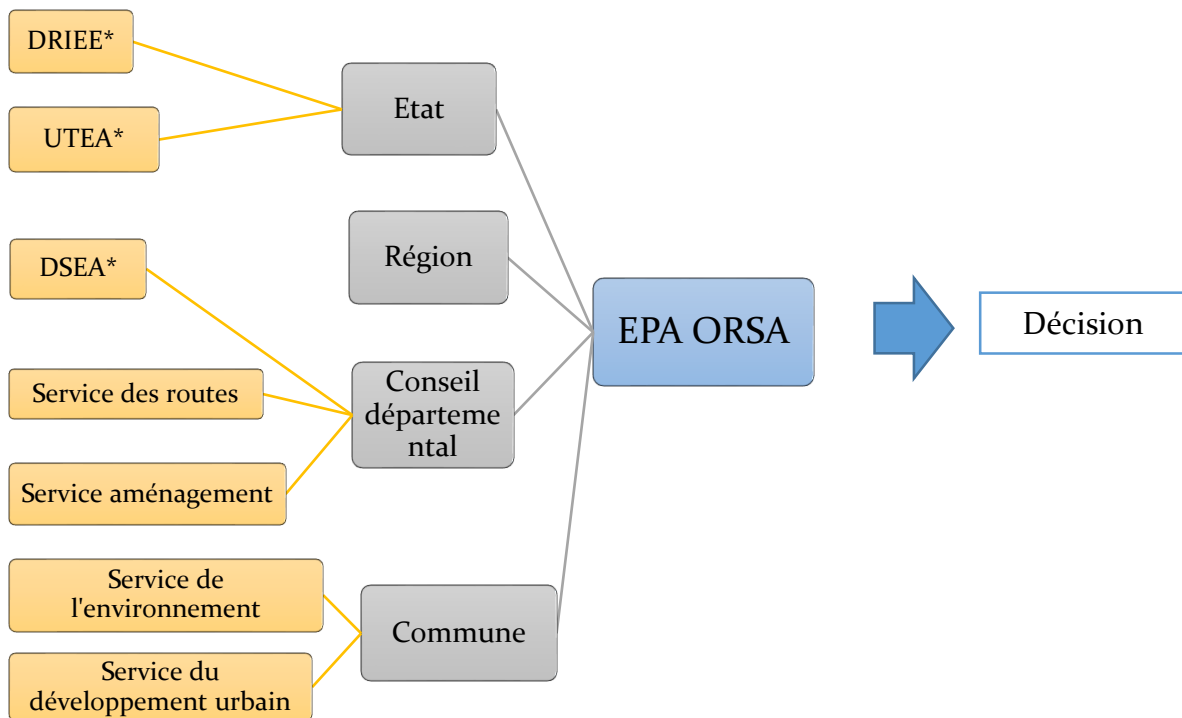 DRIEE*
UTEA*
Etat
Région
DSEA*
Service des routes
Service aménagement
Conseil
départeme
ntal
Service de
l'environnement
Service du
développement urbain
Commune
EPA ORSA
Décision